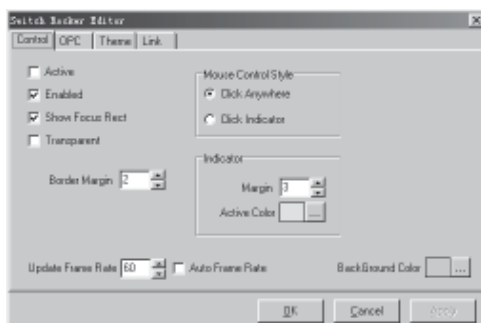 Switch Rocker Editor
Control OPC Theme Link
Active
Enabled
Show Focus Rect
Transparent
Border Margin 2
Mouse Control Style
Click Anywhere
Click Indicator
Indicator
Margin 3
Active Color ...
Update Frame Rate 60
Auto Frame Rate
BackGround Color ...
OK Cancel Apply